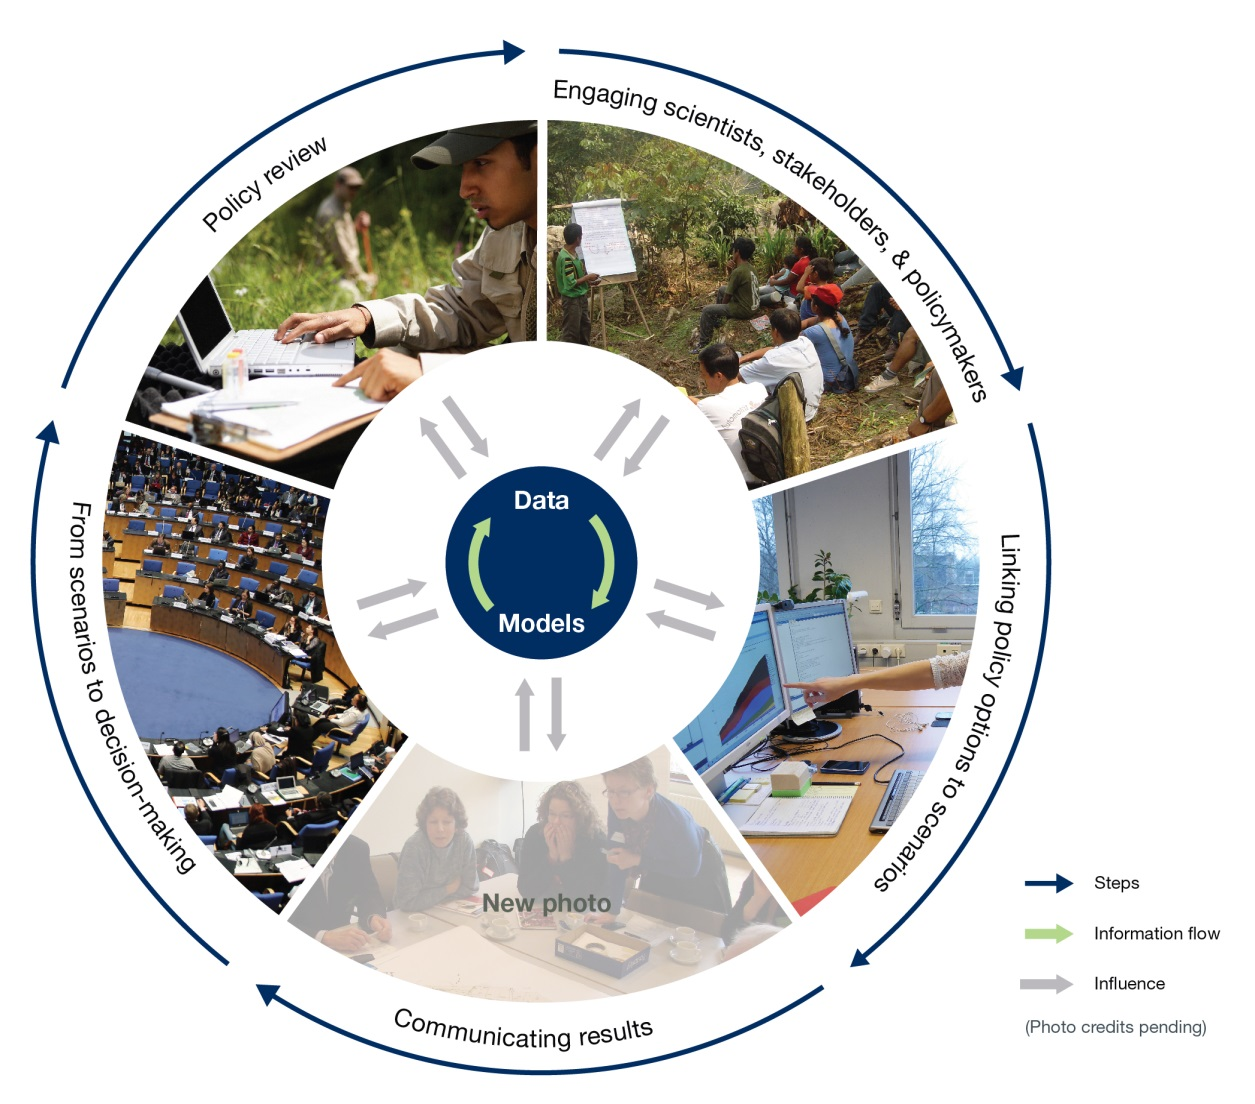 Engaging scientists, stakeholders, & policymakers
Policy review
Data
Models
Linking policy options to scenarios
From scenarios to decision-making
New photo
Communicating results
Steps
Information flow
Influence
(Photo credits pending)